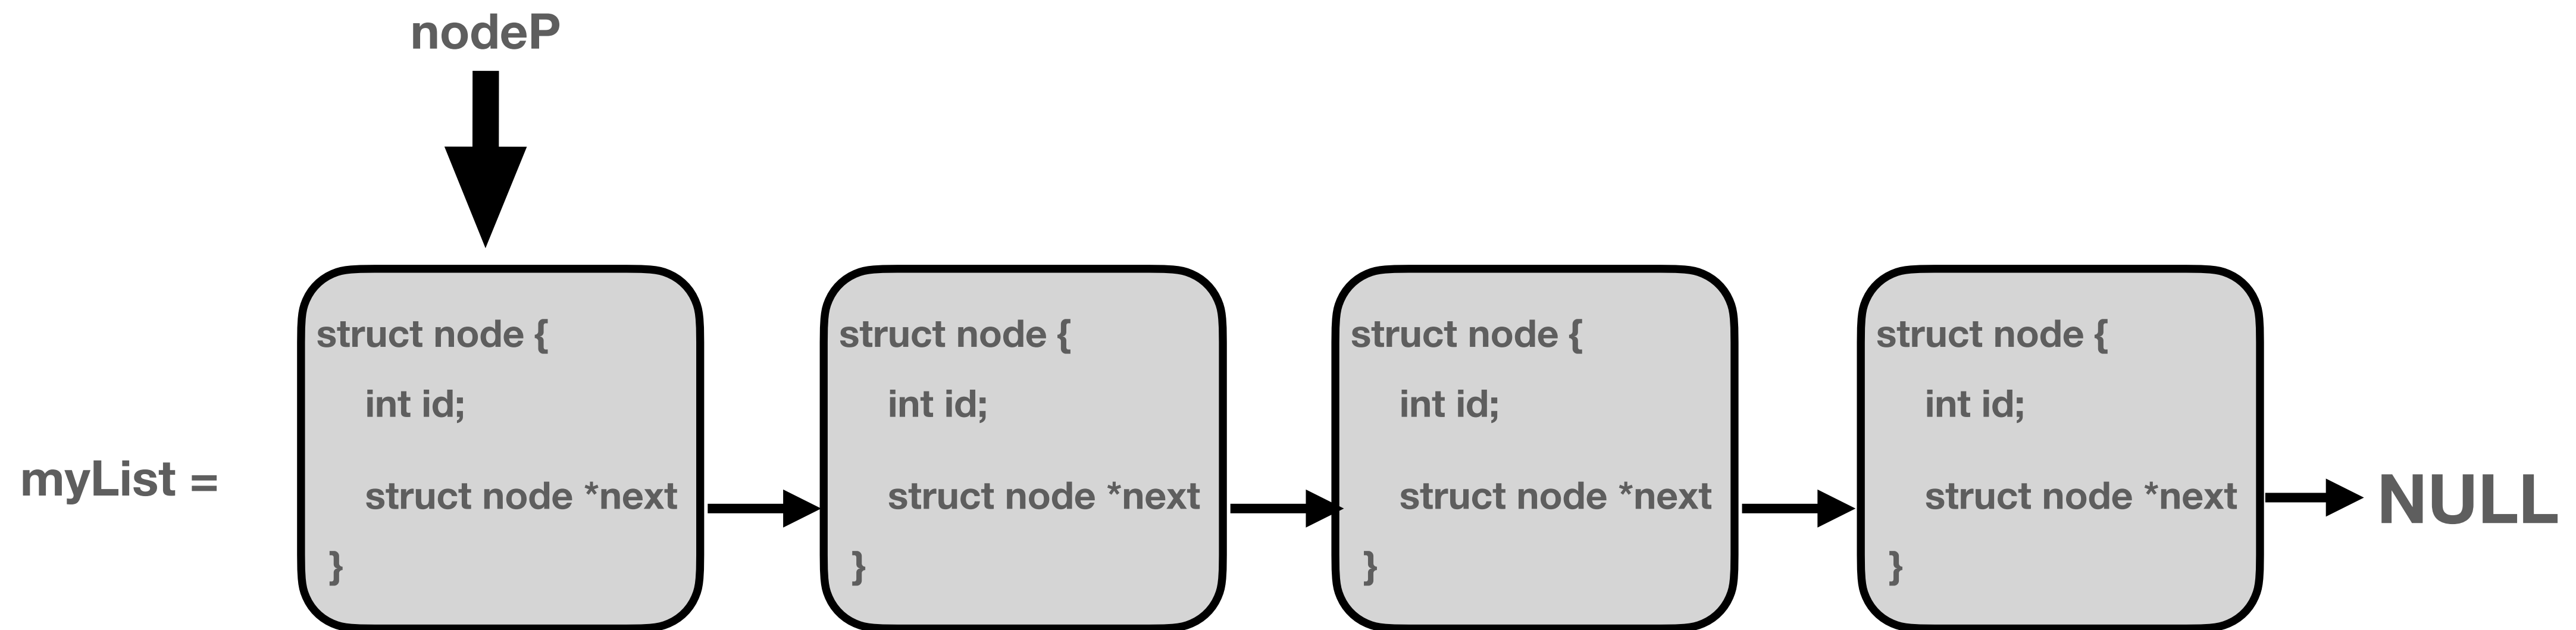 nodeP
myList =
struct node {
int id;
struct node *next
}
struct node {
int id;
struct node *next
}
struct node {
int id;
struct node *next
}
struct node {
int id;
struct node *next
}
NULL